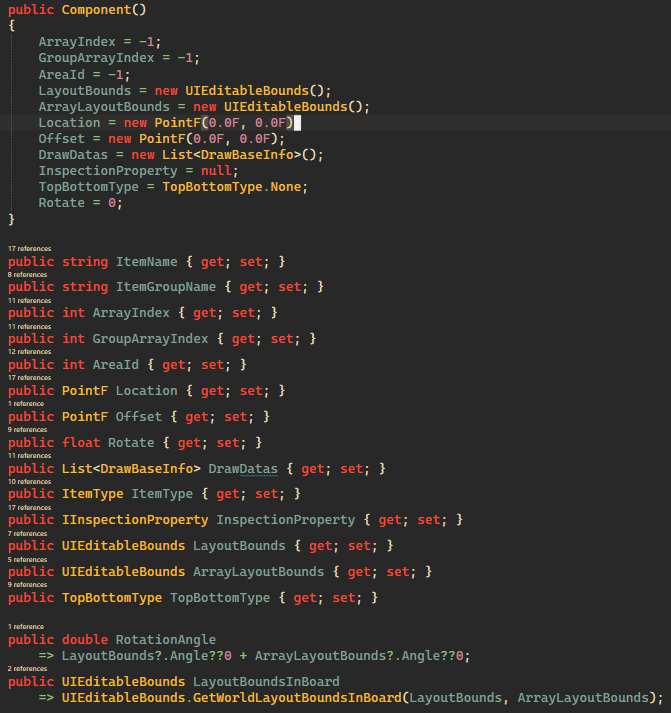 public Component()
{
ArrayIndex = -1;
GroupArrayIndex = -1;
AreaId = -1;
LayoutBounds = new UIEditableBounds();
ArrayLayoutBounds = new UIEditableBounds();
Location = new PointF(0.0F, 0.0F);
Offset = new PointF(0.0F, 0.0F);
DrawDatas = new List<DrawBaseInfo>();
InspectionProperty = null;
TopBottomType = TopBottomType.None;
Rotate = 0;
}
17 references
public string ItemName { get; set; }
8 references
public string ItemGroupName { get; set; }
11 references
public int ArrayIndex { get; set; }
11 references
public int GroupArrayIndex { get; set; }
12 references
public int AreaId { get; set; }
17 references
public PointF Location { get; set; }
1 reference
public PointF Offset { get; set; }
9 references
public float Rotate { get; set; }
11 references
public List<DrawBaseInfo> DrawDatas { get; set; }
10 references
public ItemType ItemType { get; set; }
17 references
public IInspectionProperty InspectionProperty { get; set; }
7 references
public UIEditableBounds LayoutBounds { get; set; }
5 references
public UIEditableBounds ArrayLayoutBounds { get; set; }
9 references
public TopBottomType TopBottomType { get; set; }
1 reference
public double RotationAngle
=> LayoutBounds?.Angle??0 + ArrayLayoutBounds?.Angle??0;
2 references
public UIEditableBounds LayoutBoundsInBoard
=> UIEditableBounds.GetWorldLayoutBoundsInBoard(LayoutBounds, ArrayLayoutBounds);